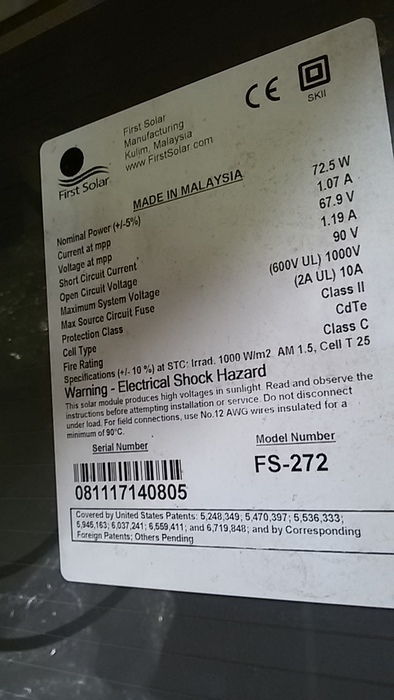 First Solar
First Solar
Manufacturing
Kulim, Malaysia
www.FirstSolar.com
CE
SKII
MADE IN MALAYSIA
Nominal Power (+/-5%) 72.5 W
Current at mpp 1.07 A
Voltage at mpp 67.9 V
Short Circuit Current 1.19 A
Open Circuit Voltage 90 V
Maximum System Voltage (600V UL) 1000V
Max Source Circuit Fuse (2A UL) 10A
Protection Class Class II
Cell Type CdTe
Fire Rating Class C
Specifications (+/- 10 %) at STC: Irrad. 1000 W/m2 AM 1.5, Cell T 25
Warning - Electrical Shock Hazard
This solar module produces high voltages in sunlight. Read and observe the
instructions before attempting installation or service. Do not disconnect
under load. For field connections, use No.12 AWG wires insulated for a
minimum of 90°C.
Serial Number
081117140805
Model Number
FS-272
Covered by United States Patents: 5,248,349; 5,470,397; 5,536,333;
5,945,163; 6,037,241; 6,559,411; and 6,719,848; and by Corresponding
Foreign Patents; Others Pending